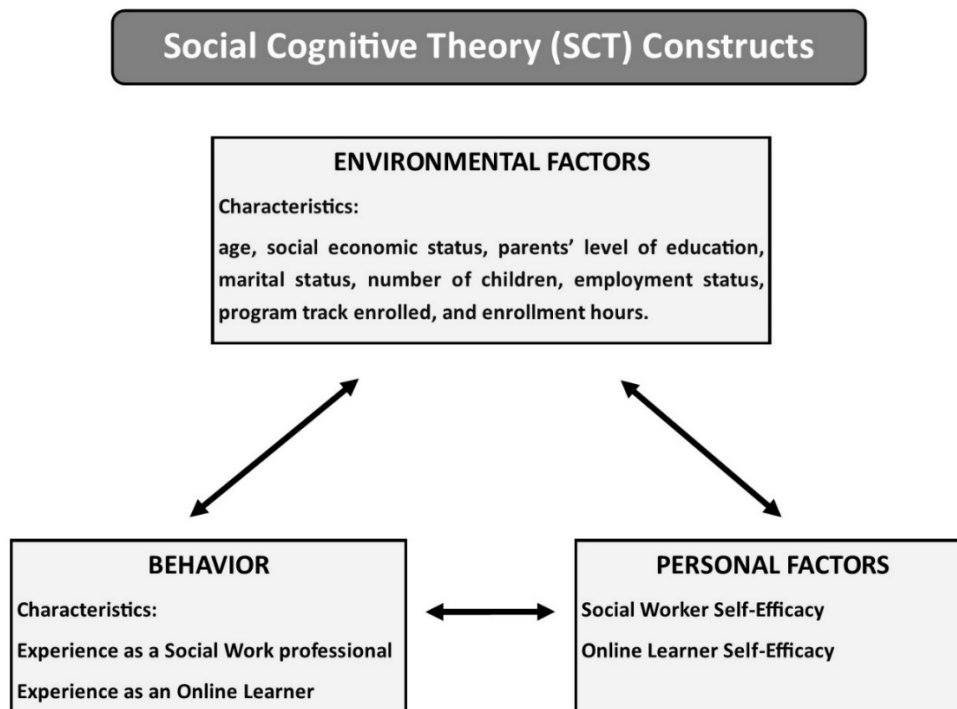 Social Cognitive Theory (SCT) Constructs
ENVIRONMENTAL FACTORS
Characteristics:
age, social economic status, parents’ level of education,
marital status, number of children, employment status,
program track enrolled, and enrollment hours.
BEHAVIOR
Characteristics:
Experience as a Social Work professional
Experience as an Online Learner
PERSONAL FACTORS
Social Worker Self-Efficacy
Online Learner Self-Efficacy